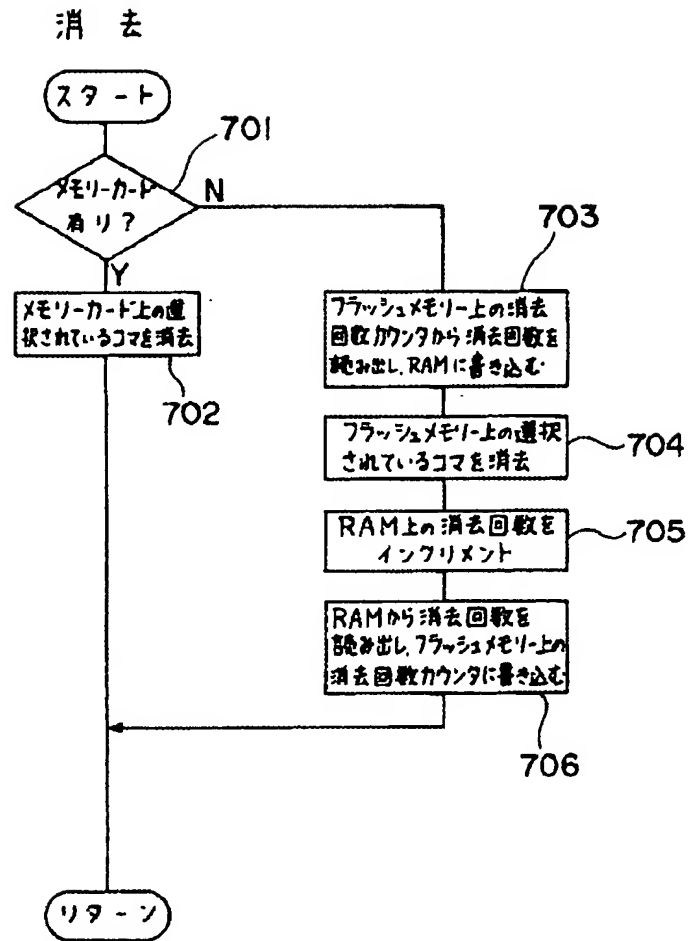 消去
スタート
701
メモリーカード
有り?
N
Y
メモリーカード上の選
択されているコマを消去
702
703
フラッシュメモリー上の消去
回数カウンタから消去回数を
読み出し、RAMに書き込む
フラッシュメモリー上の選択
されているコマを消去
704
RAM上の消去回数を
インクリメント
705
RAMから消去回数を
読み出し、フラッシュメモリー上の
消去回数カウンタに書き込む
706
リターン